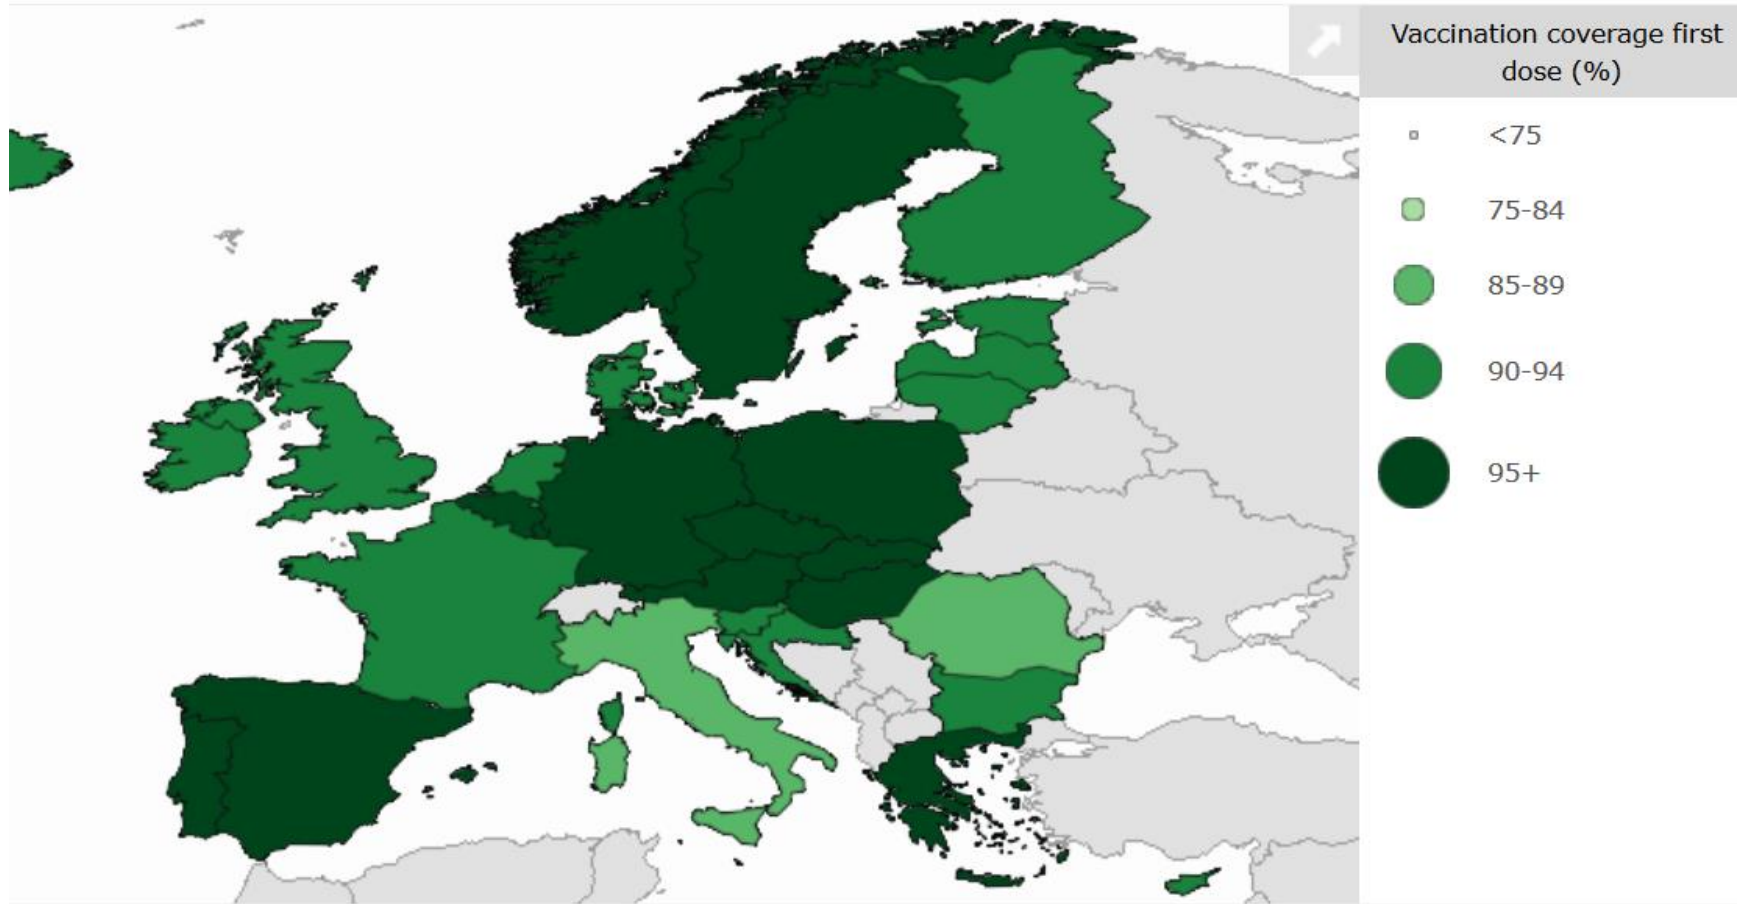 Vaccination coverage first
dose (%)
<75
75-84
85-89
90-94
95+